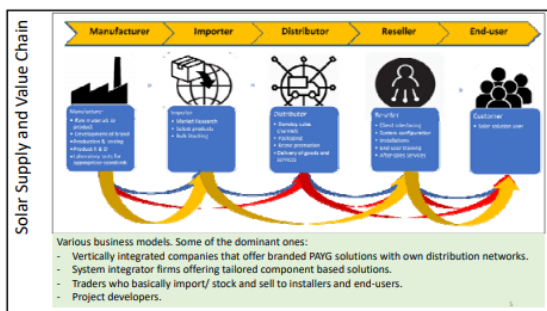 Solar Supply and Value Chain
Manufacturer
Importer
Distributor
Reseller
End-user
Manufacturer
• Raw materials to
product
• Development of brand
• Production & testing
• Product R & D
• Laboratory tests for
appropriate standards
Importer
• Market Research
• Select products
• Bulk Stocking
Distributor
• Develop sales
channels
• Packaging
• Brand promotion
• Delivery of goods and
services
Reseller
• Client interfacing
• System configuration
• Installations
• End user training
• After-sales services
Customer
• Solar solution user
Various business models. Some of the dominant ones:
- Vertically integrated companies that offer branded PAYG solutions with own distribution networks.
- System integrator firms offering tailored component based solutions.
- Traders who basically import/ stock and sell to installers and end-users.
- Project developers.
5